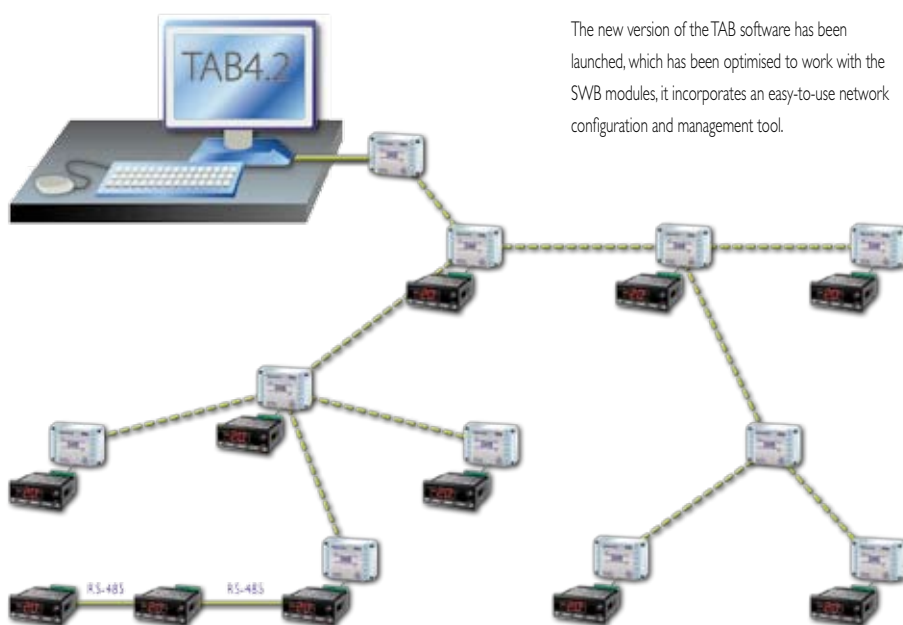 The new version of the TAB software has been
launched, which has been optimised to work with the
SWB modules, it incorporates an easy-to-use network
configuration and management tool.
TAB4.2
RS-485
RS-485